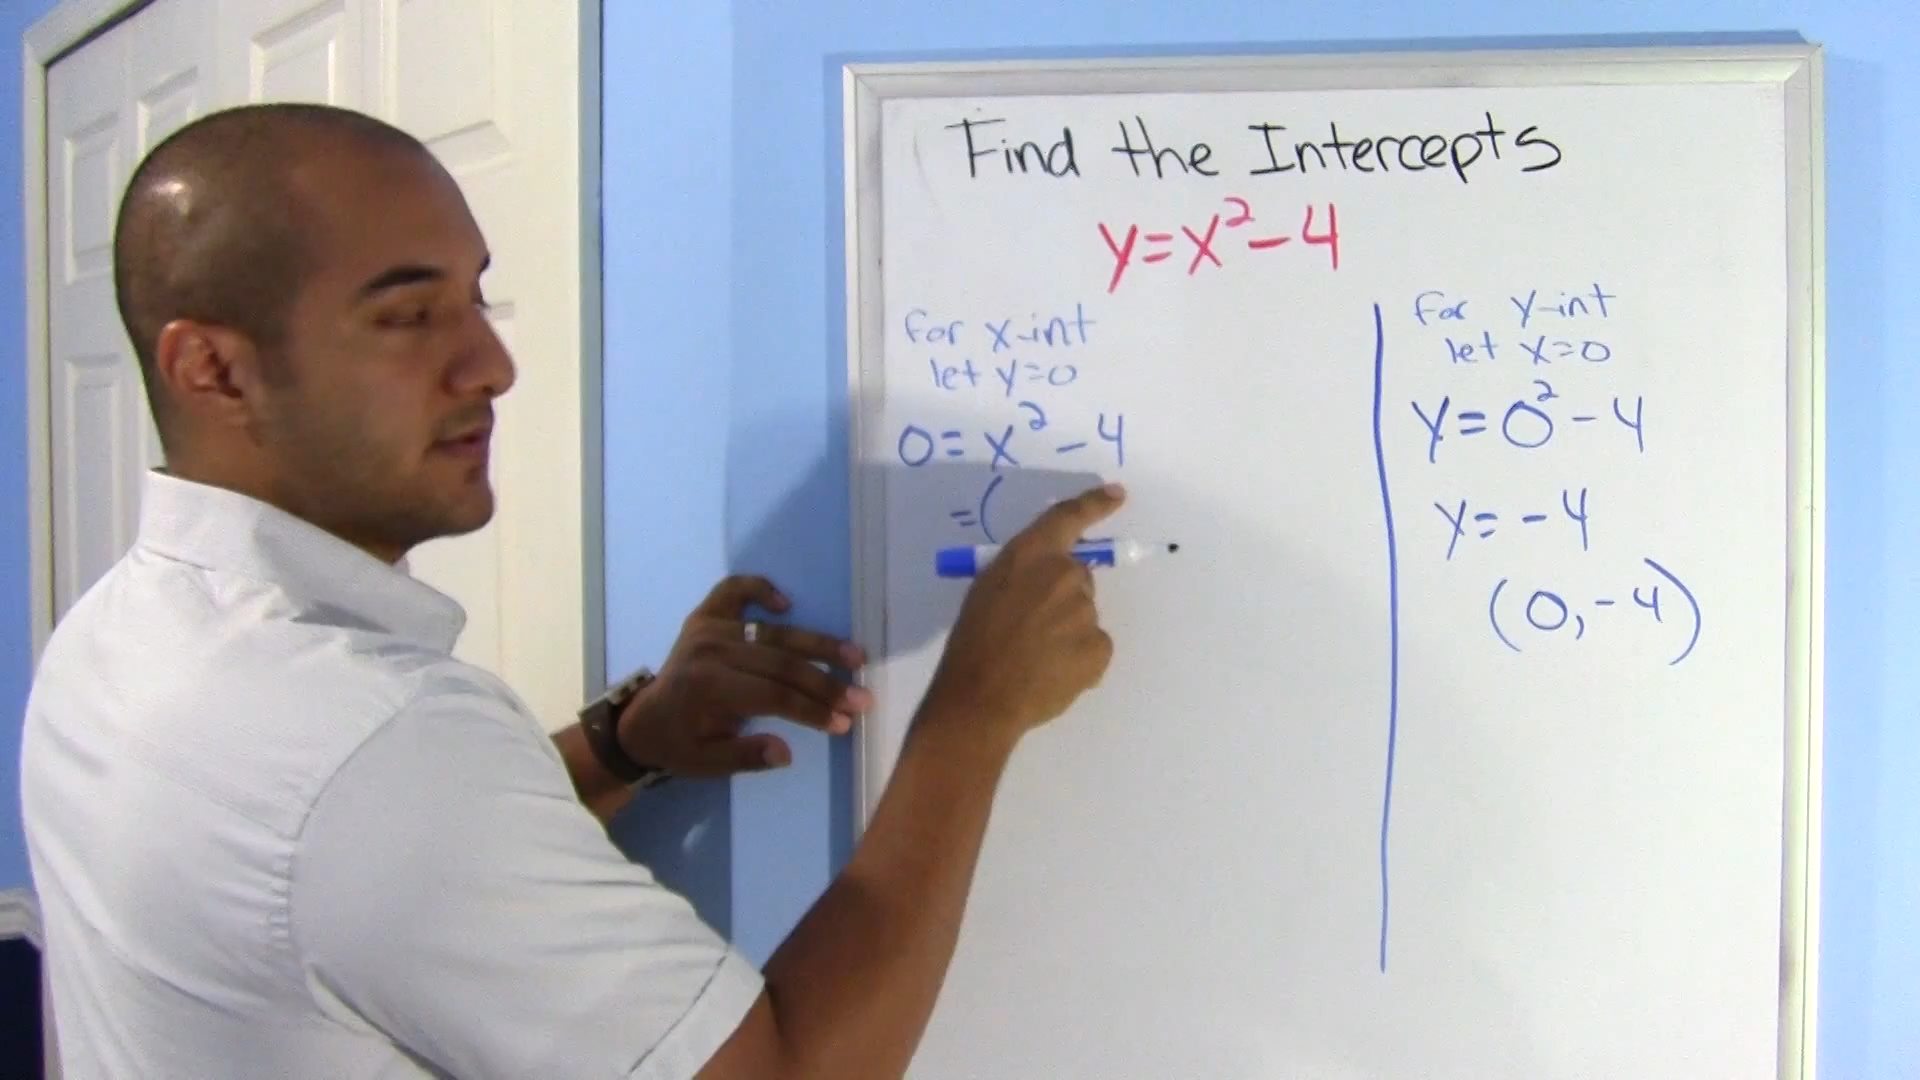 Find the Intercepts
y=x²-4
for x-int
let y=0
0=x²-4
=(
for y-int
let x=0
y=0²-4
y=-4
(0,-4)